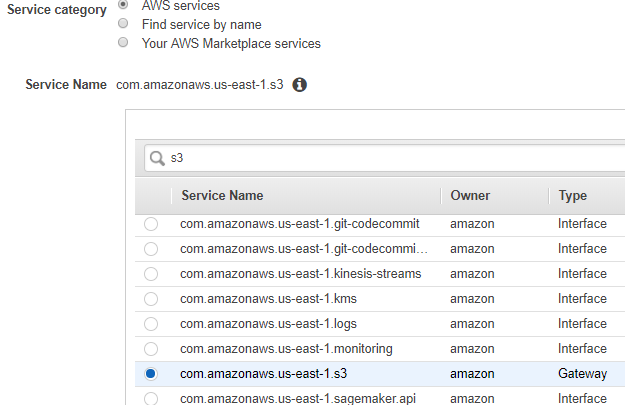 Service category AWS services
Find service by name
Your AWS Marketplace services
Service Name com.amazonaws.us-east-1.s3
s3
Service Name Owner Type
com.amazonaws.us-east-1.git-codecommit amazon Interface
com.amazonaws.us-east-1.git-codecommi... amazon Interface
com.amazonaws.us-east-1.kinesis-streams amazon Interface
com.amazonaws.us-east-1.kms amazon Interface
com.amazonaws.us-east-1.logs amazon Interface
com.amazonaws.us-east-1.monitoring amazon Interface
com.amazonaws.us-east-1.s3 amazon Gateway
com.amazonaws.us-east-1.sagemaker.api amazon Interface